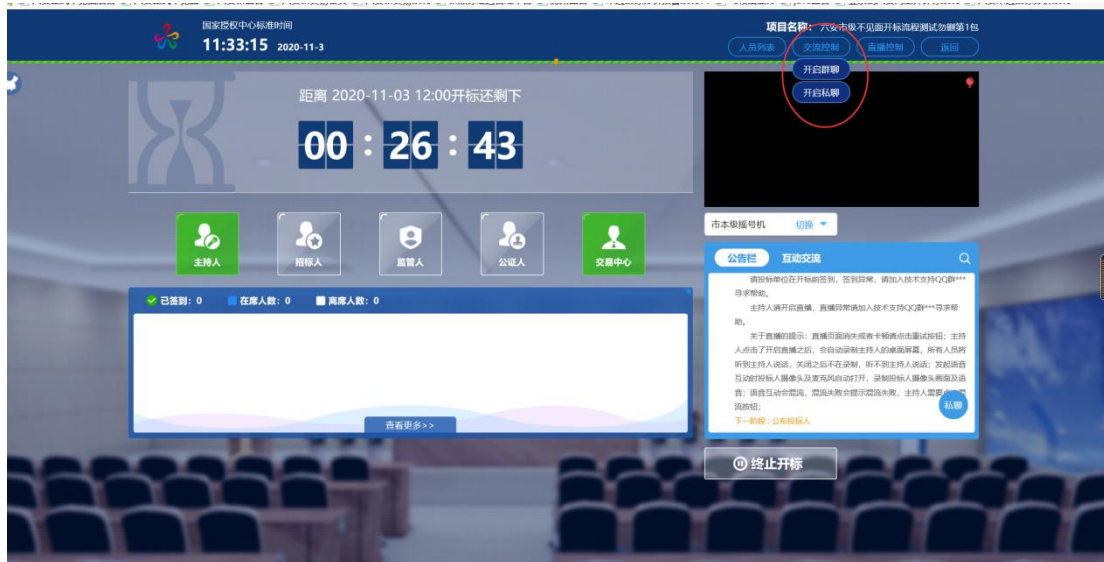 国家授权中心标准时间
11:33:15 2020-11-3
项目名称：六安市级不见面开标流程测试勿删第1包
人员列表 交流控制 直播控制 返回
开启群聊
开启私聊
距离 2020-11-03 12:00开标还剩下
00 : 26 : 43
市本级摇号机 切换
主持人 招标人 监管人 公证人 交易中心
公告栏 互动交流
请投标单位在开标前签到，签到异常，请加入技术支持QQ群***
寻求帮助。
主持人请开启直播，直播异常请加入技术支持QQ群***寻求帮
助。
关于直播的提示：直播页面消失或者卡顿请点击重试按钮；主持
人点击了开启直播之后，会自动录制主持人的桌面屏幕，所有人员将
听到主持人说话，关闭之后不在录制，听不到主持人说话；发起语音
互动时投标人摄像头及麦克风自动打开，录制投标人摄像头画面及语
音；语音互动会混流，混流失败会提示混流失败，主持人需要
流按钮；
私聊
下一阶段：公布投标人
已签到：0 在席人数：0 离席人数：0
查看更多>>
终止开标